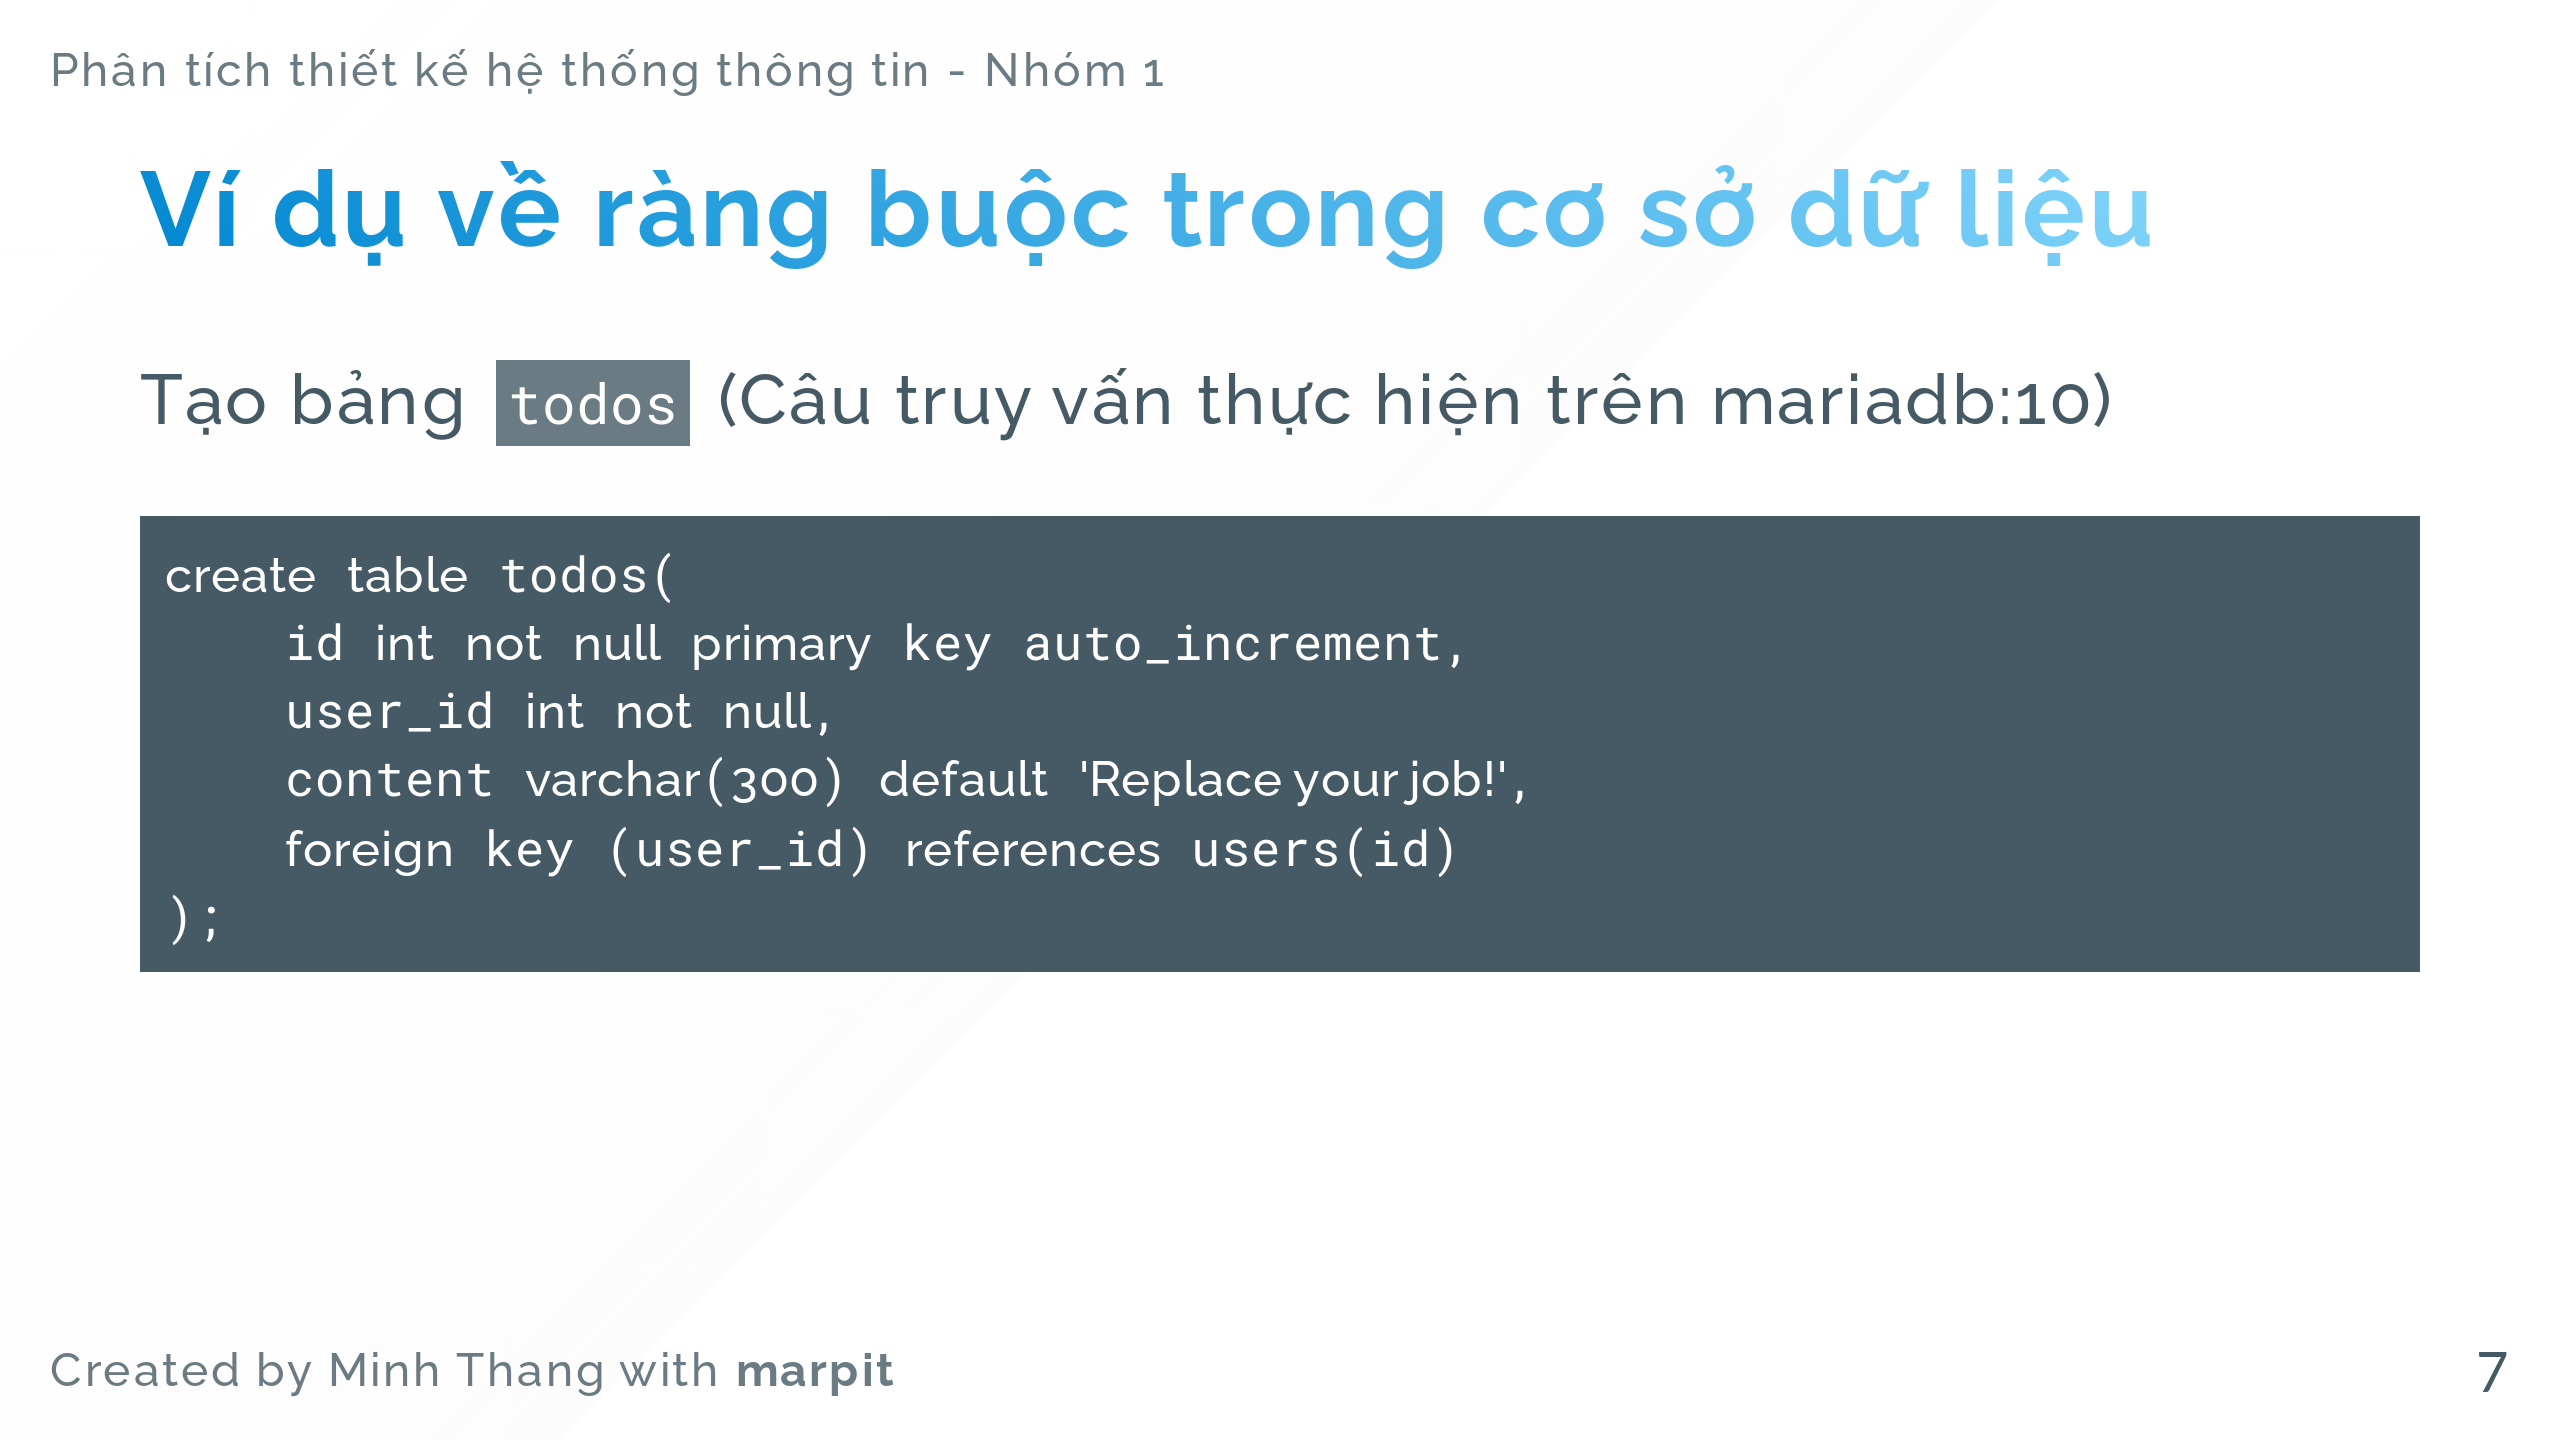 Phân tích thiết kế hệ thống thông tin - Nhóm 1
Ví dụ về ràng buộc trong cơ sở dữ liệu
Tạo bảng todos (Câu truy vấn thực hiện trên mariadb:10)
create table todos(
    id int not null primary key auto_increment,
    user_id int not null,
    content varchar(300) default 'Replace your job!',
    foreign key (user_id) references users(id)
);
Created by Minh Thang with marpit
7